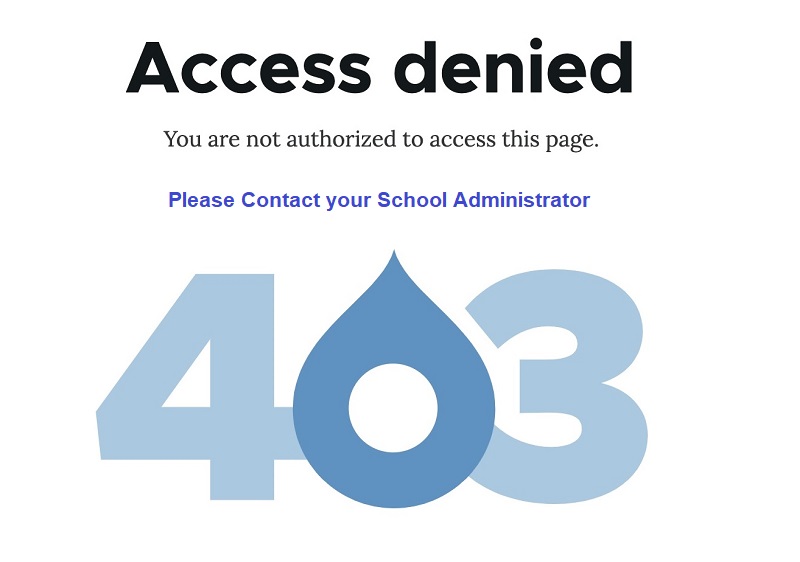 Access denied
You are not authorized to access this page.
Please Contact your School Administrator
403